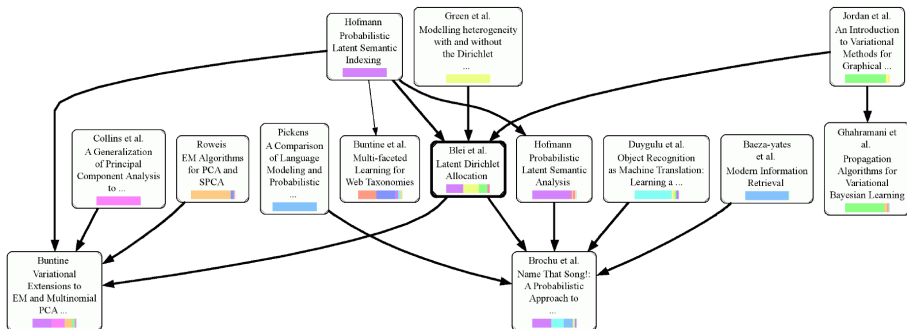 Hofmann
Probabilistic
Latent Semantic
Indexing
Green et al.
Modelling heterogeneity
with and without
the Dirichlet
...
Jordan et al.
An Introduction
to Variational
Methods for
Graphical ...
Collins et al.
A Generalization
of Principal
Component Analysis
to ...
Roweis
EM Algorithms
for PCA and
SPCA
Pickens
A Comparison
of Language
Modeling and
Probabilistic
...
Buntine et al.
Multi-faceted
Learning for
Web Taxonomies
Blei et al.
Latent Dirichlet
Allocation
Hofmann
Probabilistic
Latent Semantic
Analysis
Duygulu et al.
Object Recognition
as Machine Translation:
Learning a ...
Baeza-yates
et al.
Modern Information
Retrieval
Ghahramani et
al.
Propagation
Algorithms for
Variational
Bayesian Learning
Buntine
Variational
Extensions to
EM and Multinomial
PCA ...
Brochu et al.
Name That Song!:
A Probabilistic
Approach to
...